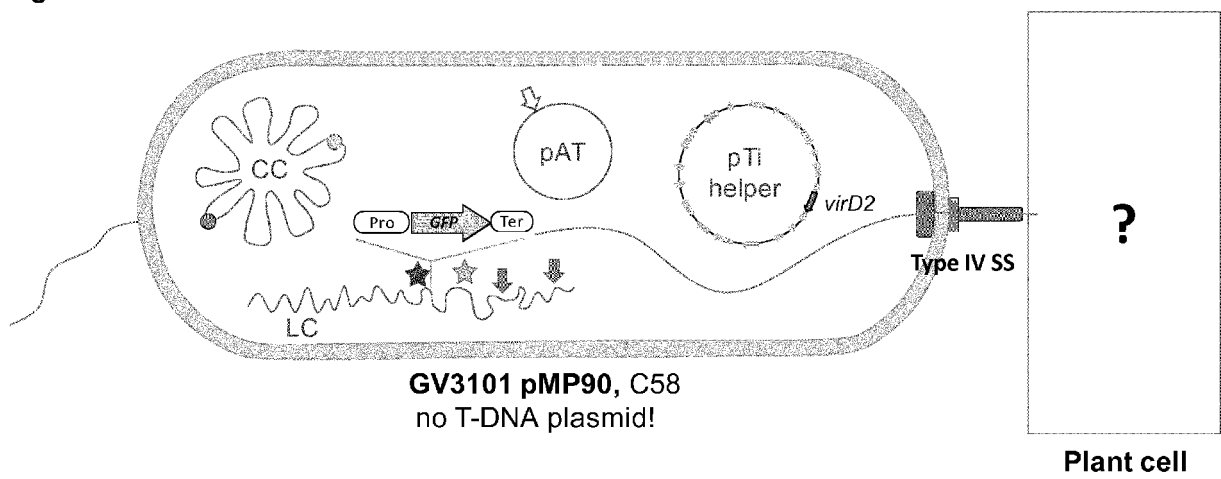 CC
pAT
pTi
helper
virD2
Pro
GFP
Ter
Type IV SS
?
LC
GV3101 pMP90, C58
no T-DNA plasmid!
Plant cell